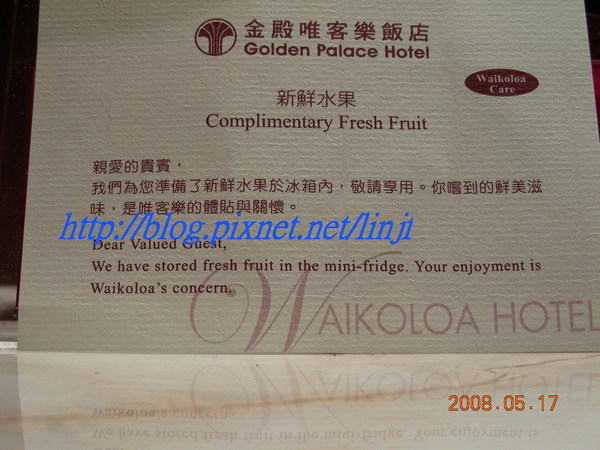 金殿唯客樂飯店
Golden Palace Hotel
Waikoloa
Care
新鮮水果
Complimentary Fresh Fruit
親愛的貴賓，
我們為您準備了新鮮水果於冰箱內，敬請享用。你嚐到的鮮美滋
味，是唯客樂的體貼與關懷。
http://blog.pixnet.net/linji
Dear Valued Guest,
We have stored fresh fruit in the mini-fridge. Your enjoyment is
Waikoloa's concern.
WAIKOLOA HOTEL
2008.05.17